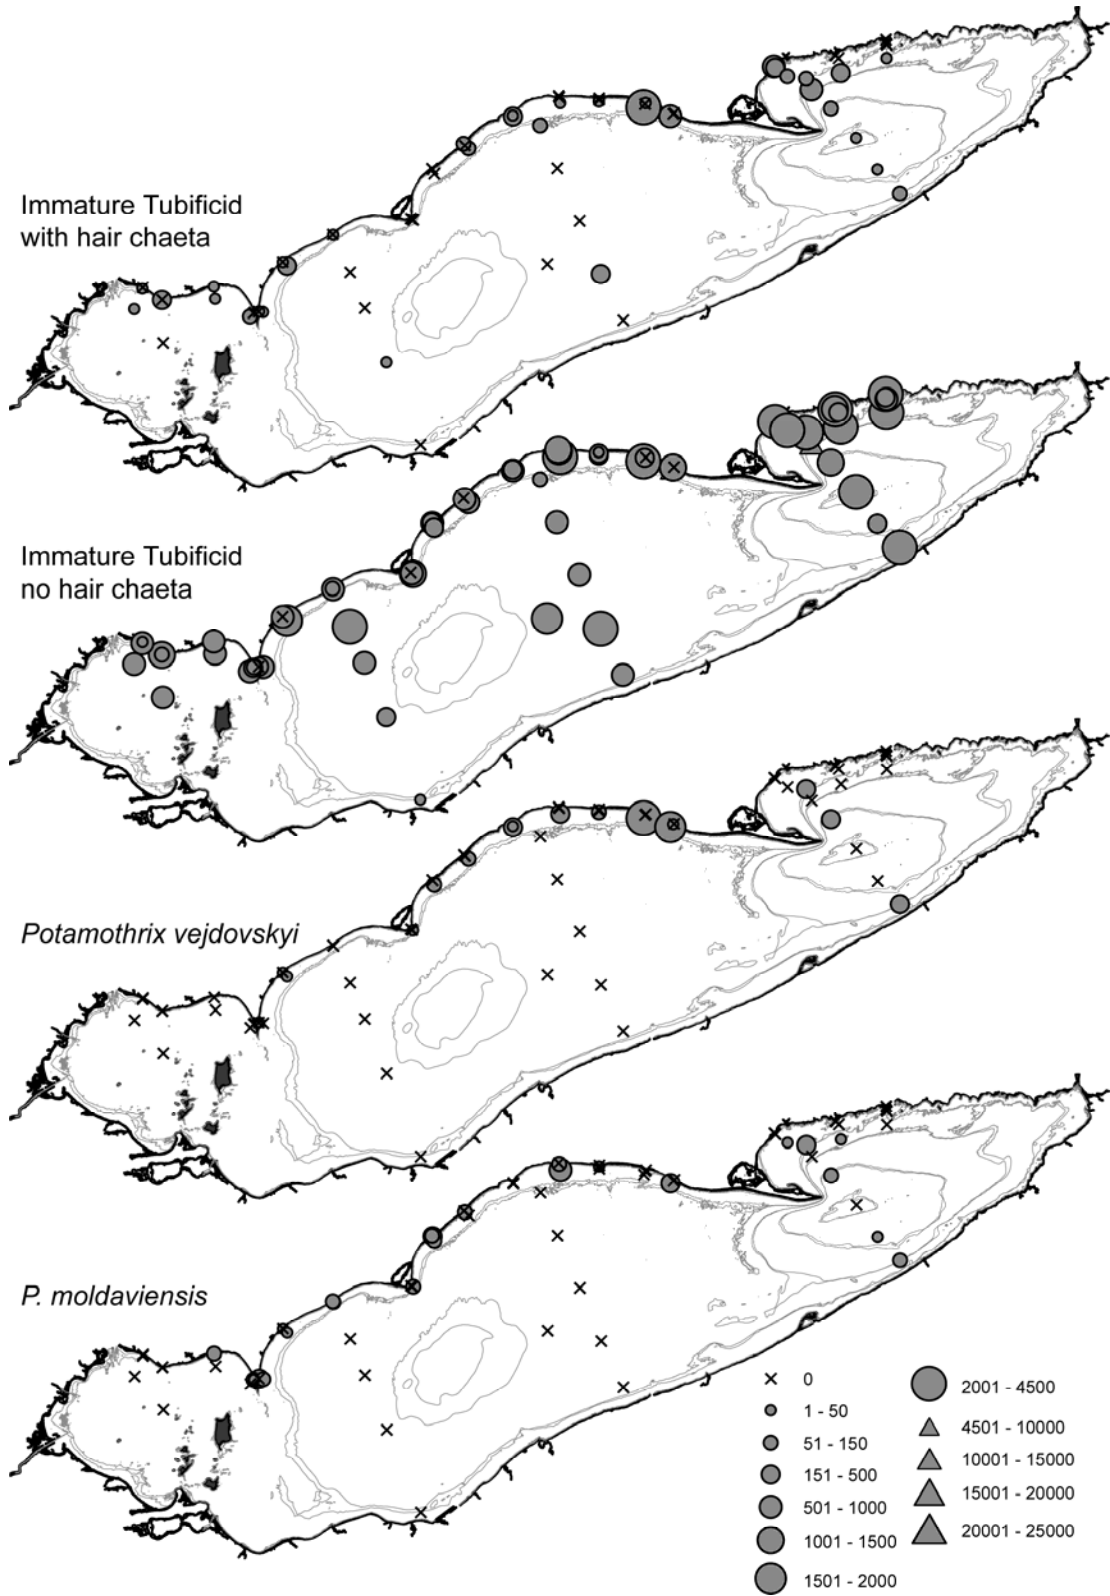 Immature Tubificid
with hair chaeta
Immature Tubificid
no hair chaeta
Potamothrix vejdovskyi
P. moldaviensis
0
1 - 50
51 - 150
151 - 500
501 - 1000
1001 - 1500
1501 - 2000
2001 - 4500
4501 - 10000
10001 - 15000
15001 - 20000
20001 - 25000